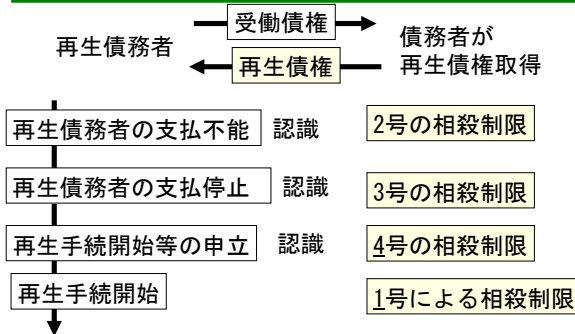 受働債権
再生債務者
債務者が
再生債権取得
再生債権
再生債務者の支払不能 認識 2号の相殺制限
再生債務者の支払停止 認識 3号の相殺制限
再生手続開始等の申立 認識 4号の相殺制限
再生手続開始 1号による相殺制限